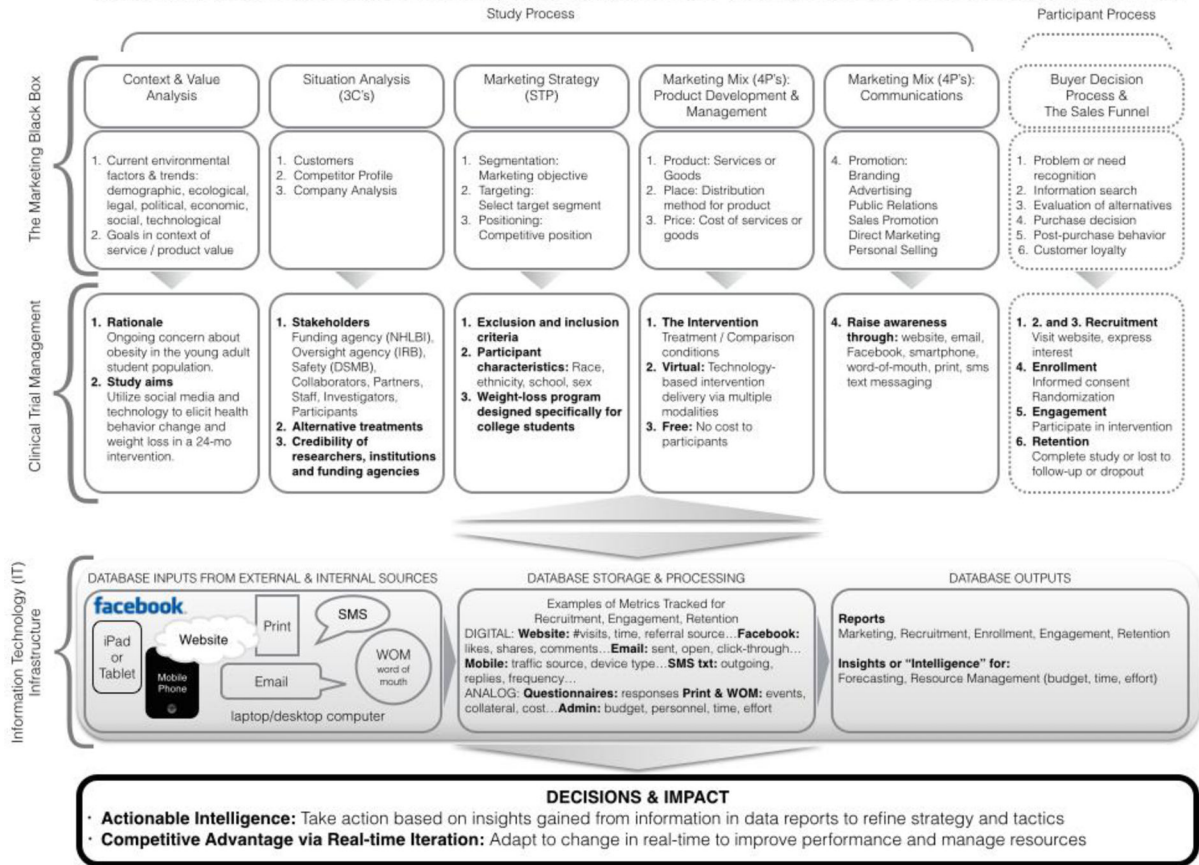 Study Process
Participant Process
The Marketing Black Box
Context & Value
Analysis
Situation Analysis
(3C's)
Marketing Strategy
(STP)
Marketing Mix (4P's):
Product Development &
Management
Marketing Mix (4P's):
Communications
Buyer Decision
Process &
The Sales Funnel
1. Current environmental
factors & trends:
demographic, ecological,
legal, political, economic,
social, technological
2. Goals in context of
service / product value
1. Customers
2. Competitor Profile
3. Company Analysis
1. Segmentation:
Marketing objective
2. Targeting:
Select target segment
3. Positioning:
Competitive position
1. Product: Services or
Goods
2. Place: Distribution
method for product
3. Price: Cost of services or
goods
4. Promotion:
Branding
Advertising
Public Relations
Sales Promotion
Direct Marketing
Personal Selling
1. Problem or need
recognition
2. Information search
3. Evaluation of alternatives
4. Purchase decision
5. Post-purchase behavior
6. Customer loyalty
Clinical Trial Management
1. Rationale
Ongoing concern about
obesity in the young adult
student population.
2. Study aims
Utilize social media and
technology to elicit health
behavior change and
weight loss in a 24-mo
intervention.
1. Stakeholders
Funding agency (NHLBI),
Oversight agency (IRB),
Safety (DSMB),
Collaborators, Partners,
Staff, Investigators,
Participants
2. Alternative treatments
3. Credibility of
researchers, institutions
and funding agencies
1. Exclusion and inclusion
criteria
2. Participant
characteristics: Race,
ethnicity, school, sex
3. Weight-loss program
designed specifically for
college students
1. The Intervention
Treatment / Comparison
conditions
2. Virtual: Technology-
based intervention
delivery via multiple
modalities
3. Free: No cost to
participants
4. Raise awareness
through: website, email,
Facebook, smartphone,
word-of-mouth, print, sms
text messaging
1. 2. and 3. Recruitment
Visit website, express
interest
4. Enrollment
Informed consent
Randomization
5. Engagement
Participate in intervention
6. Retention
Complete study or lost to
follow-up or dropout
Information Technology (IT)
Infrastructure
DATABASE INPUTS FROM EXTERNAL & INTERNAL SOURCES
facebook
iPad
or
Tablet
Mobile
Phone
Website
Print
SMS
Email
WOM
word of
mouth
laptop/desktop computer
DATABASE STORAGE & PROCESSING
Examples of Metrics Tracked for
Recruitment, Engagement, Retention
DIGITAL: Website: #visits, time, referral source…Facebook:
likes, shares, comments…Email: sent, open, click-through…
Mobile: traffic source, device type…SMS txt: outgoing,
replies, frequency…
ANALOG: Questionnaires: responses Print & WOM: events,
collateral, cost…Admin: budget, personnel, time, effort
DATABASE OUTPUTS
Reports
Marketing, Recruitment, Enrollment, Engagement, Retention
Insights or “Intelligence” for:
Forecasting, Resource Management (budget, time, effort)
DECISIONS & IMPACT
· Actionable Intelligence: Take action based on insights gained from information in data reports to refine strategy and tactics
· Competitive Advantage via Real-time Iteration: Adapt to change in real-time to improve performance and manage resources